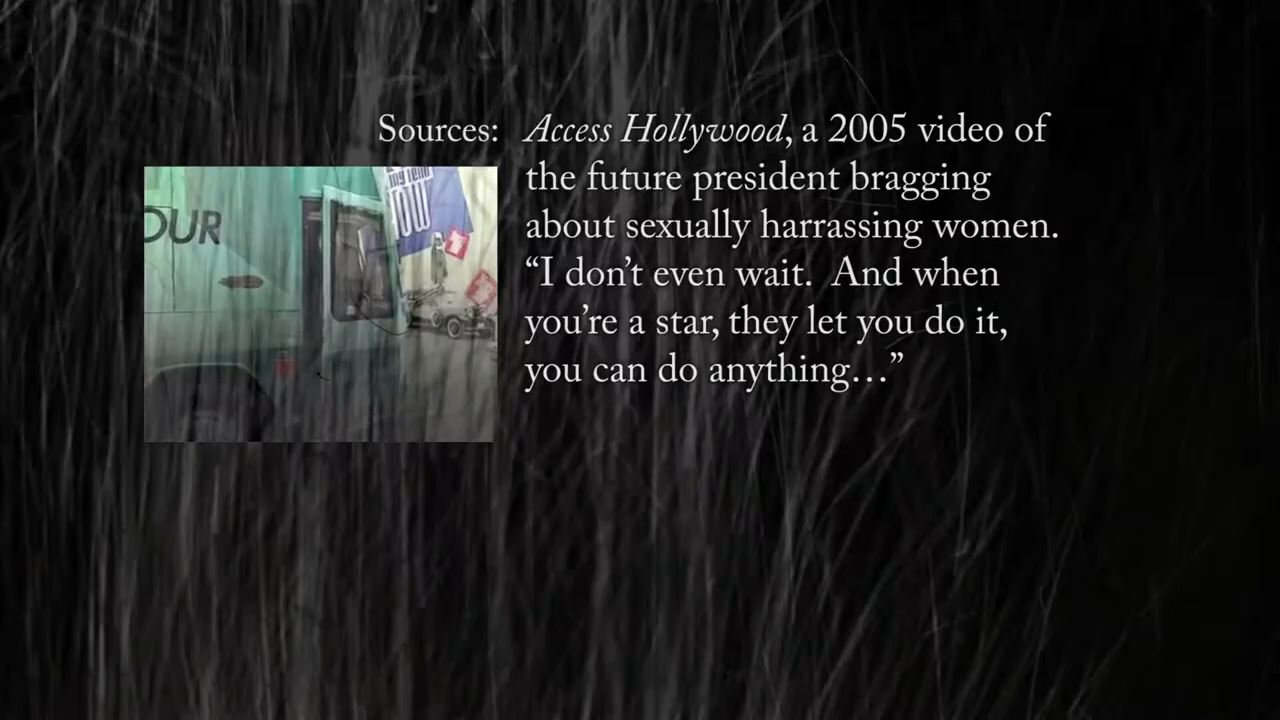 Sources: Access Hollywood, a 2005 video of
the future president bragging
about sexually harrassing women.
“I don’t even wait.  And when
you’re a star, they let you do it,
you can do anything…”
OUR
OW